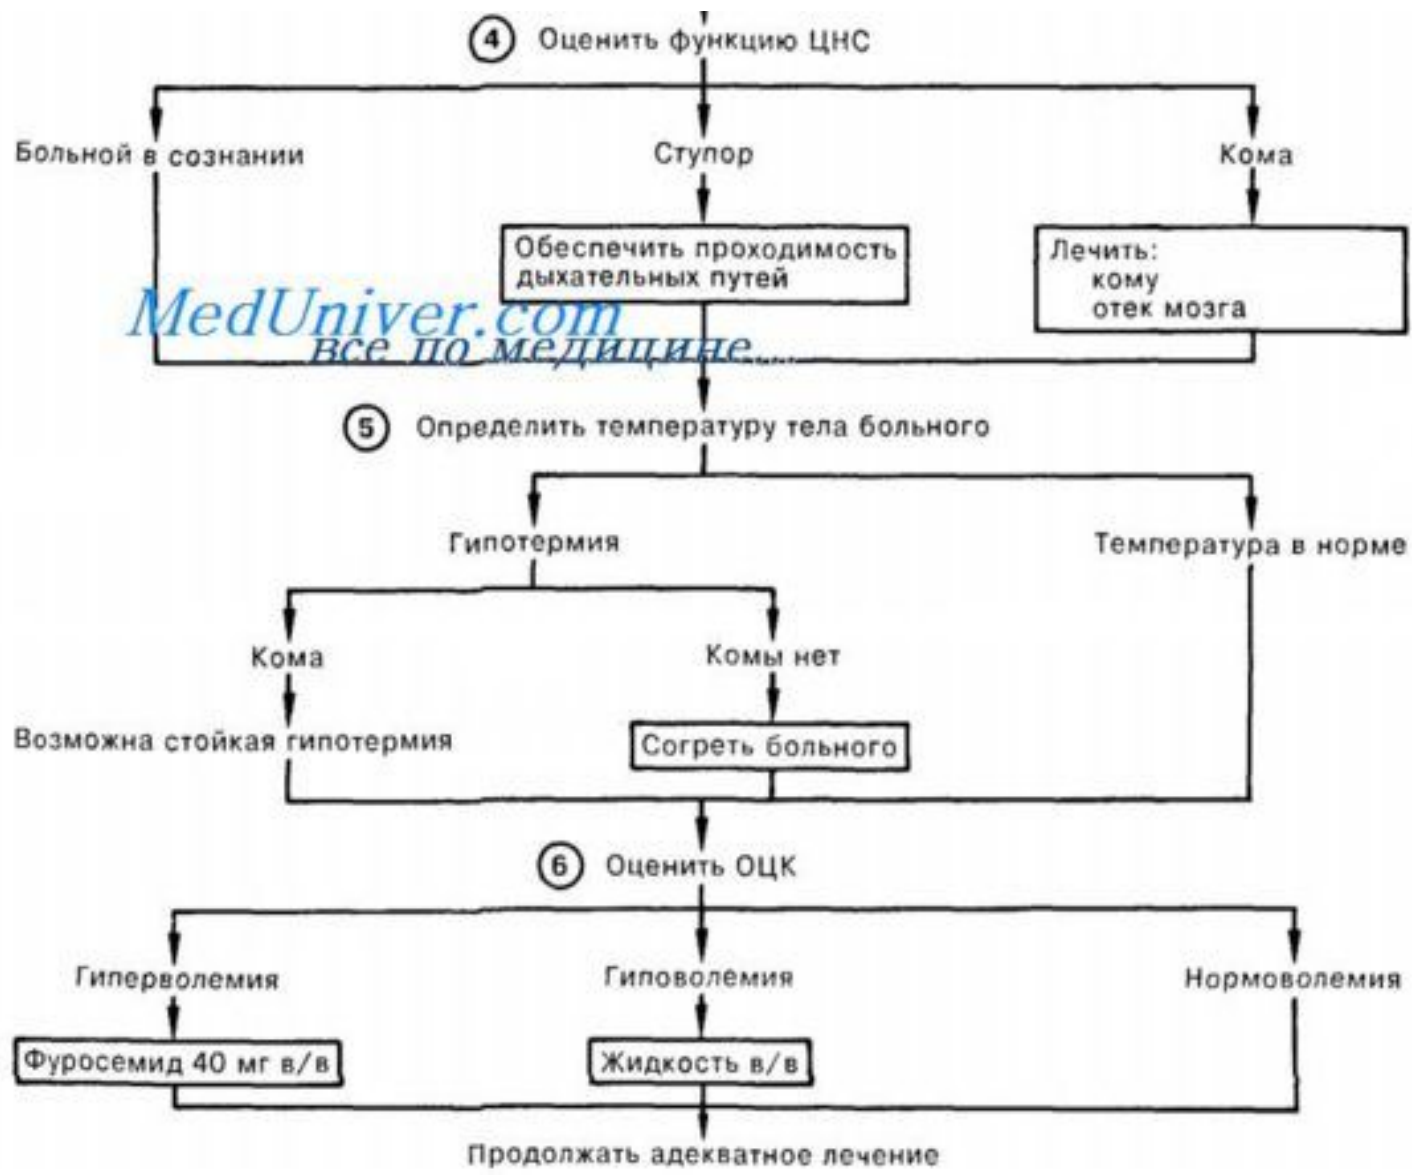 4 Оценить функцию ЦНС
Больной в сознании
Ступор
Кома
Обеспечить проходимость
дыхательных путей
Лечить:
кому
отек мозга
MedUniver.com
все по медицине...
5 Определить температуру тела больного
Гипотермия
Температура в норме
Кома
Комы нет
Возможна стойкая гипотермия
Согреть больного
6 Оценить ОЦК
Гиперволемия
Гиповолемия
Нормоволемия
Фуросемид 40 мг в/в
Жидкость в/в
Продолжать адекватное лечение